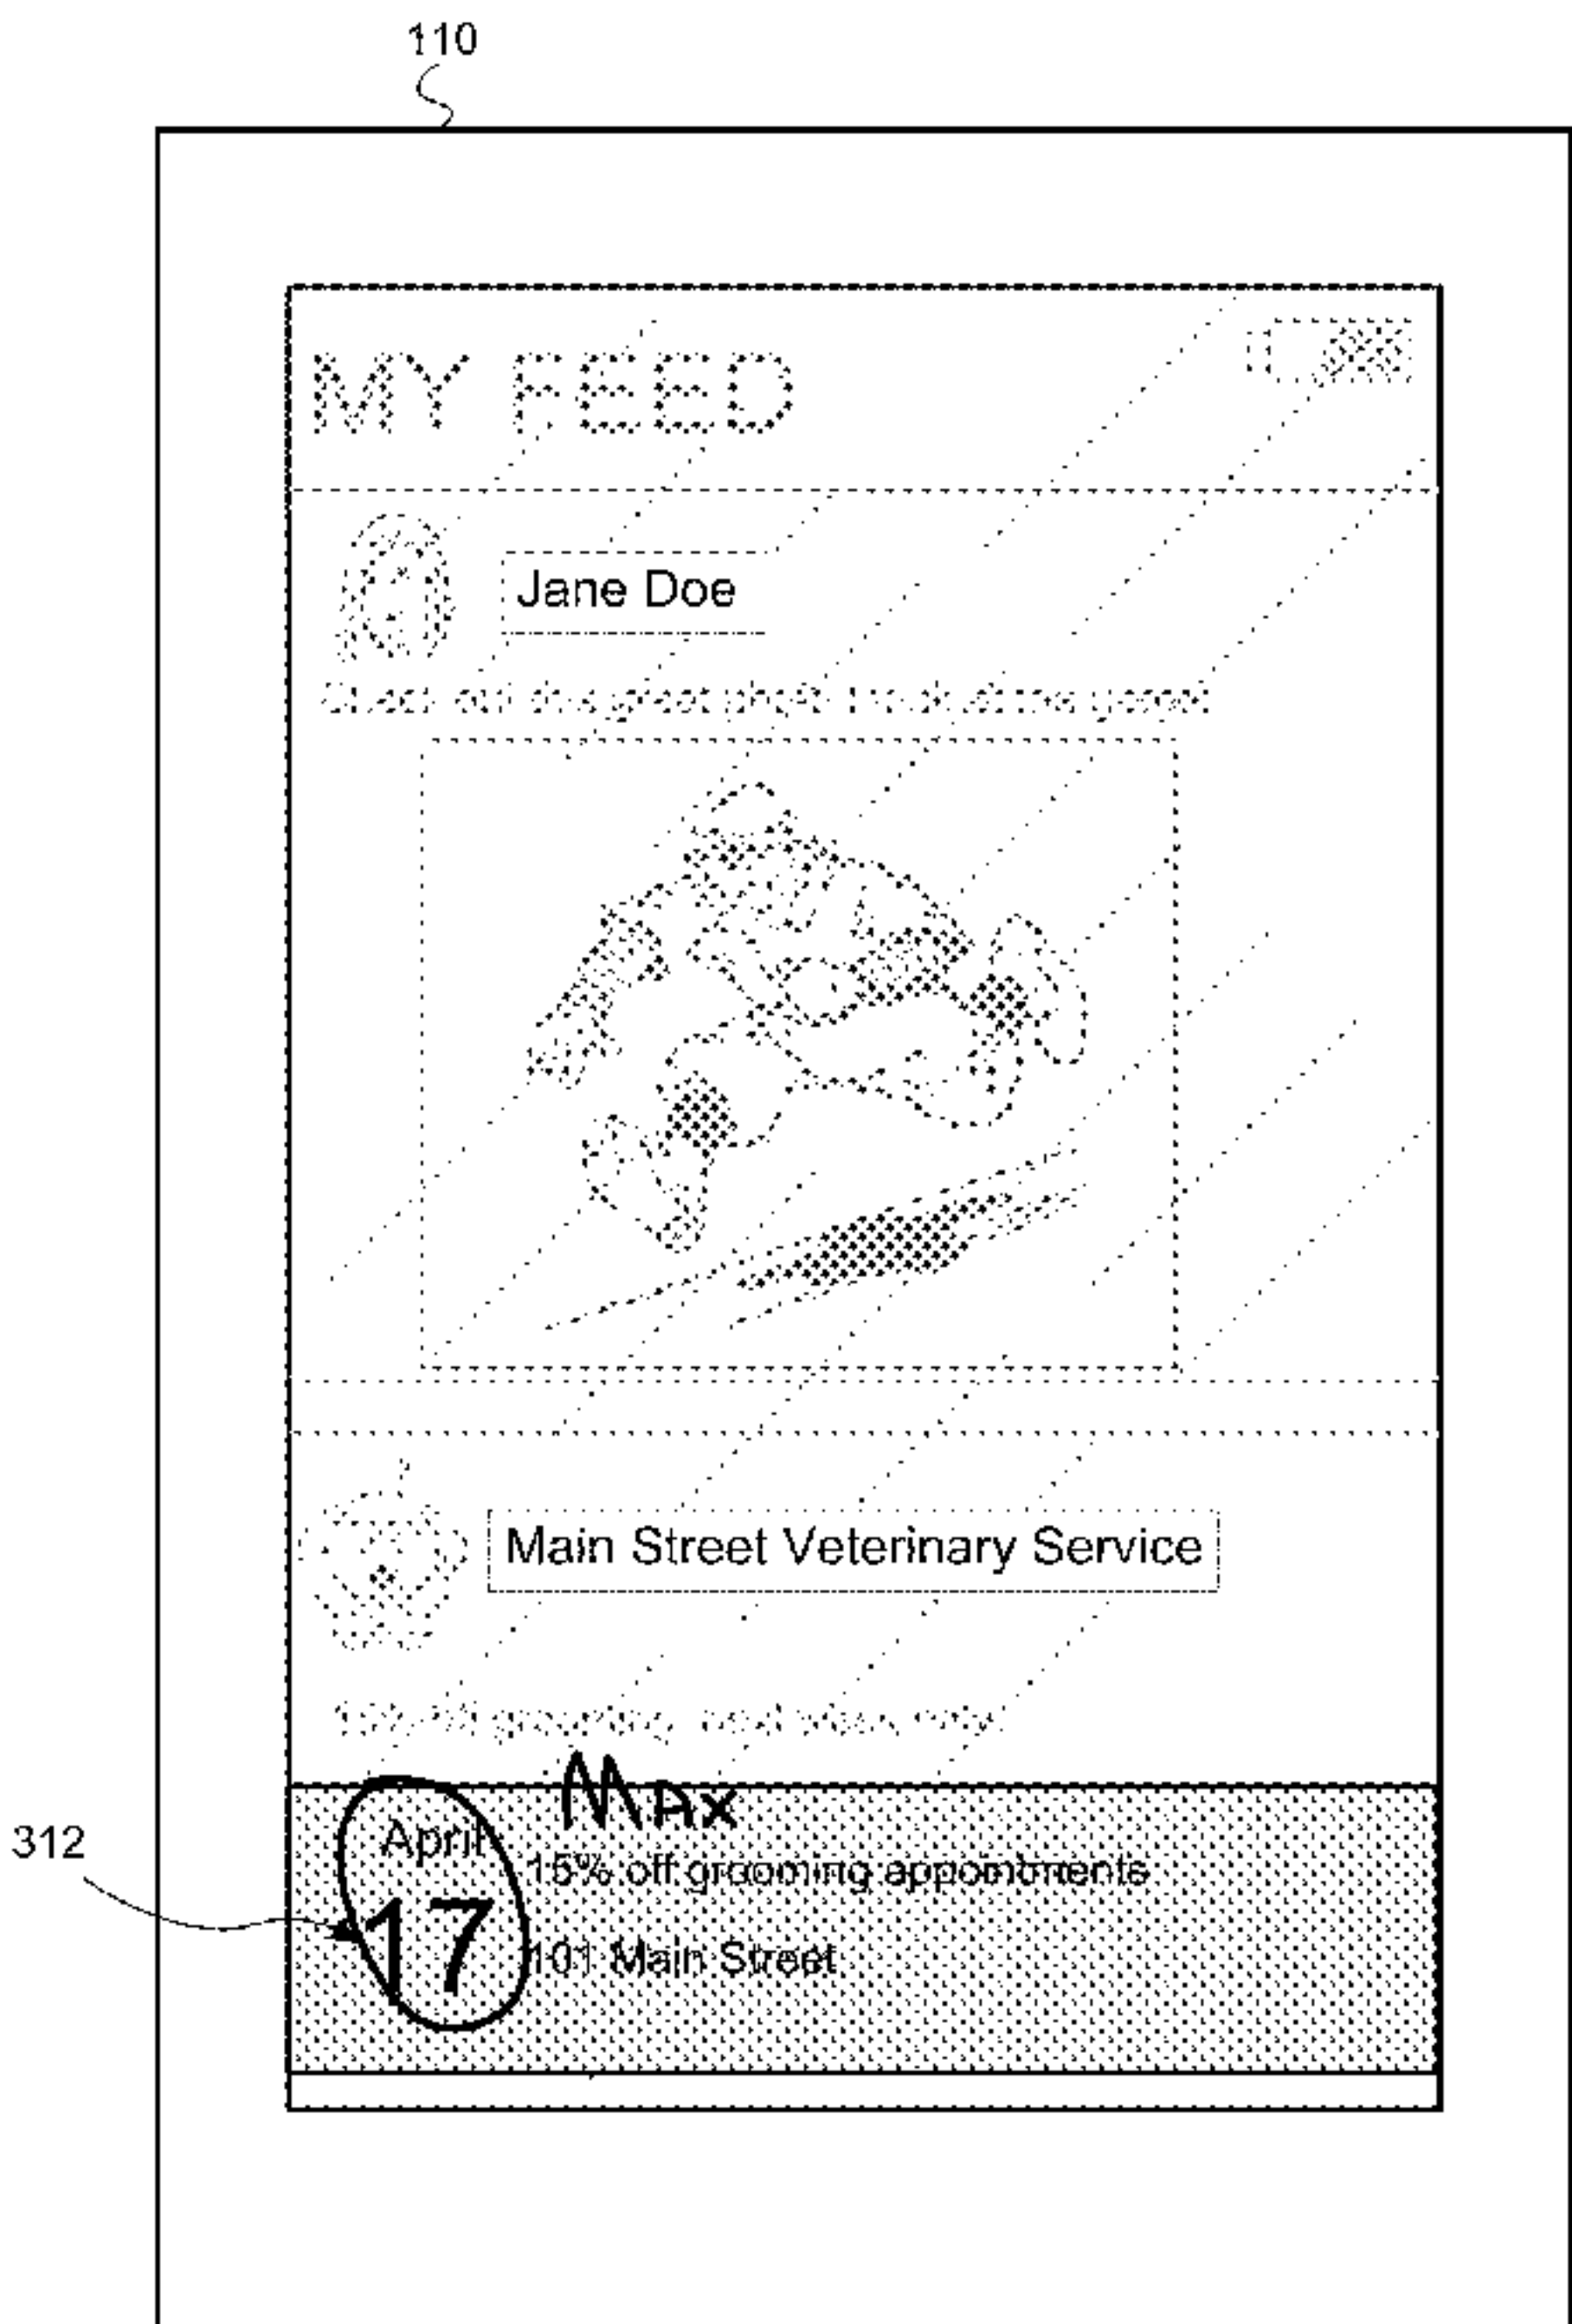 110
MY FEED
Jane Doe
Main Street Veterinary Service
MAX
April
15% off grooming appointments
312
17
101 Main Street